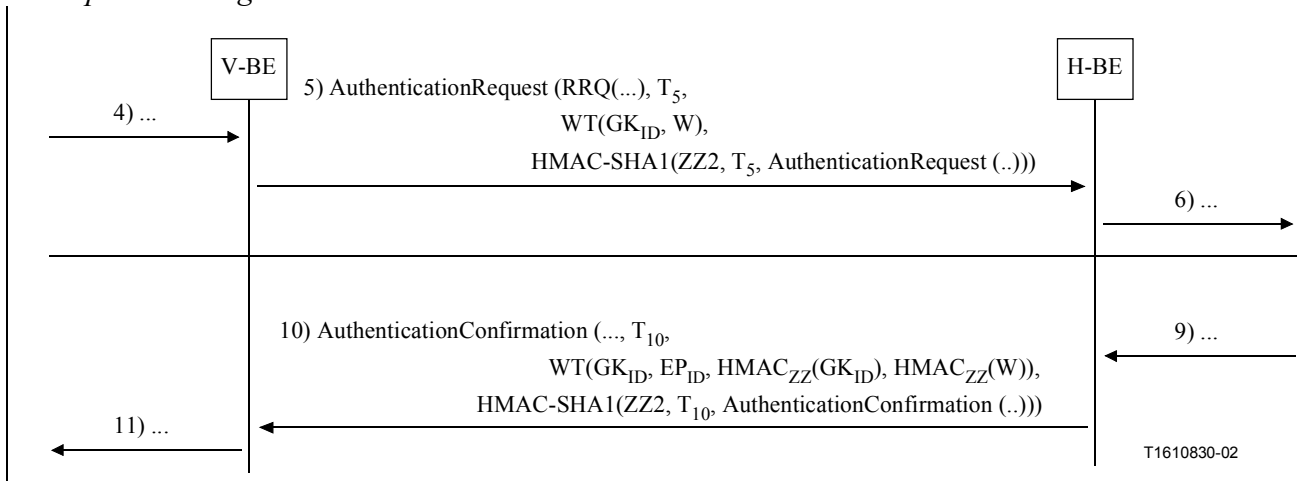 V-BE
H-BE
5) AuthenticationRequest (RRQ(...), T5,
4) ...
WT(GKID, W),
HMAC-SHA1(ZZ2, T5, AuthenticationRequest (..)))
6) ...
10) AuthenticationConfirmation (..., T10,
9) ...
WT(GKID, EPID, HMACZZ(GKID), HMACZZ(W)),
HMAC-SHA1(ZZ2, T10, AuthenticationConfirmation (..)))
11) ...
T1610830-02